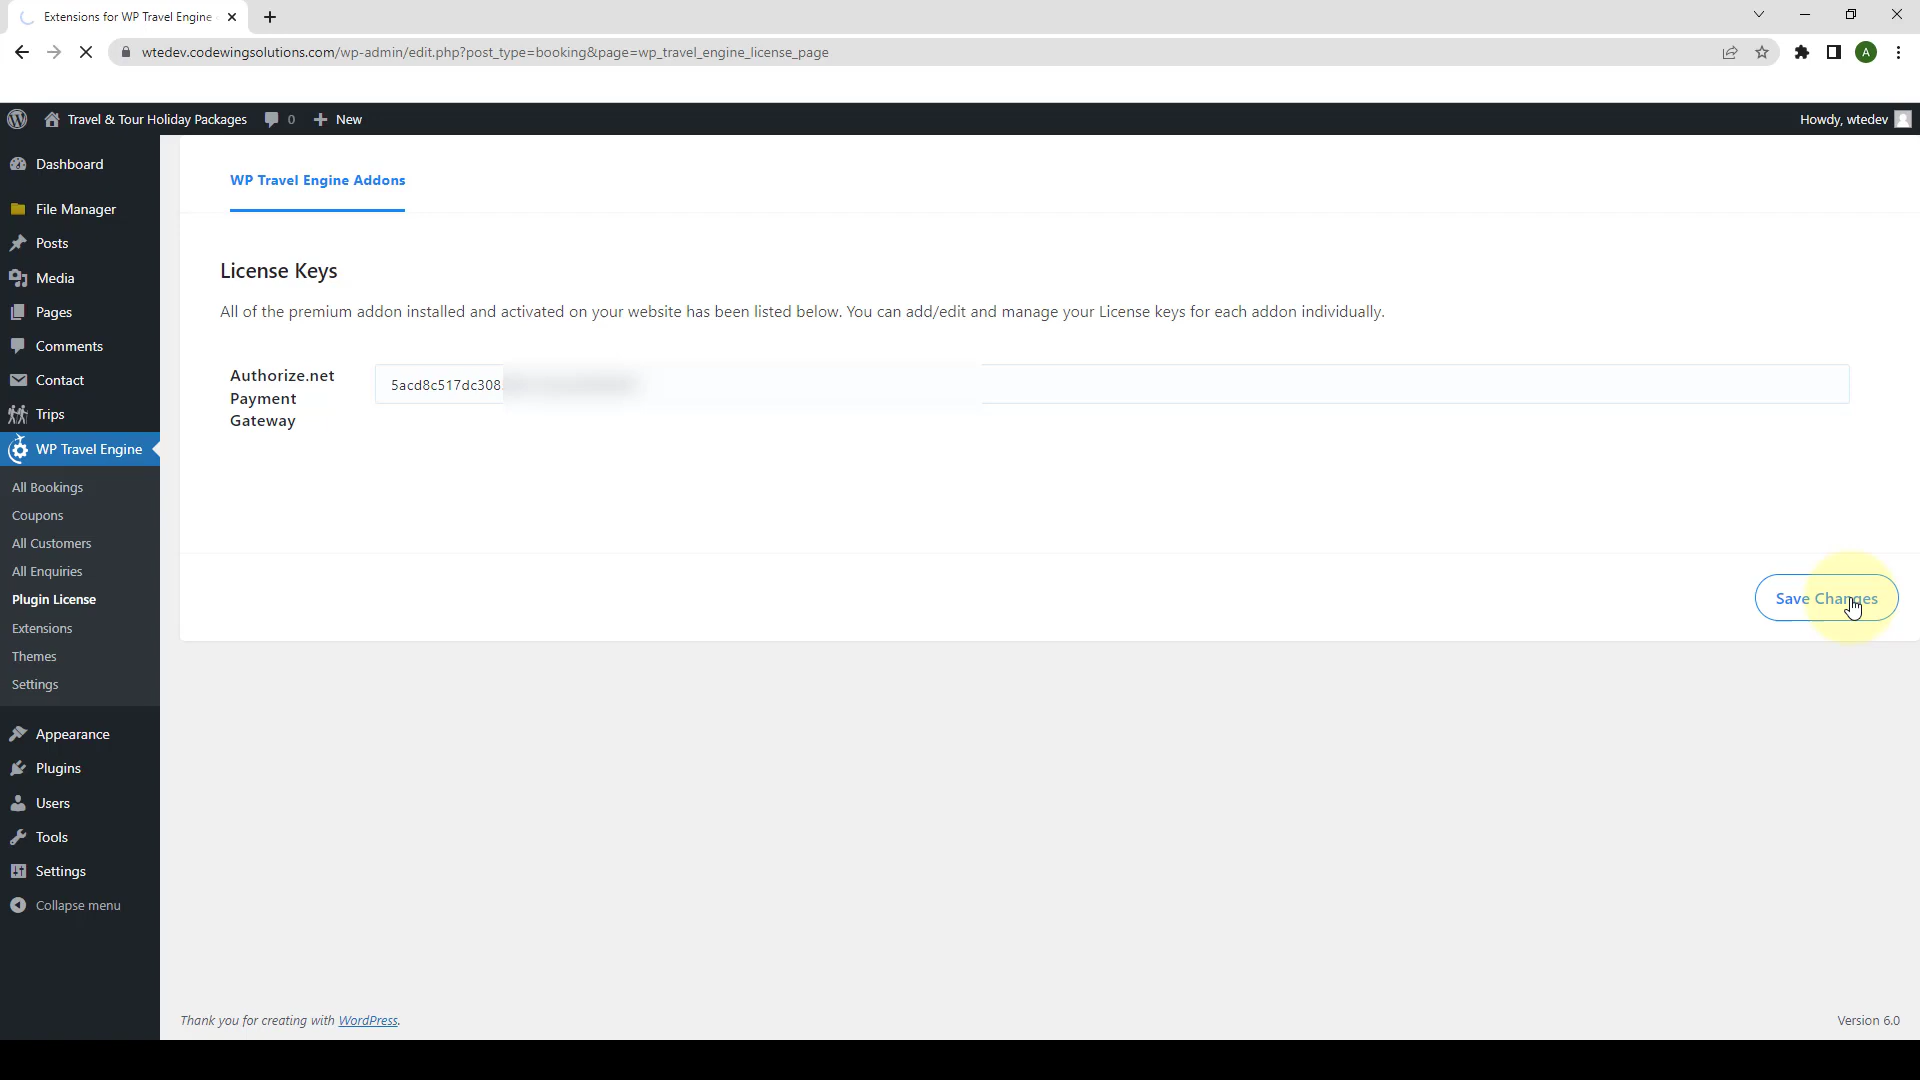 Extensions for WP Travel Engine
wtedev.codewingsolutions.com/wp-admin/edit.php?post_type=booking&page=wp_travel_engine_license_page
A
Travel & Tour Holiday Packages
0
New
Howdy, wtedev
Dashboard
File Manager
Posts
Media
Pages
Comments
Contact
Trips
WP Travel Engine
All Bookings
Coupons
All Customers
All Enquiries
Plugin License
Extensions
Themes
Settings
Appearance
Plugins
Users
Tools
Settings
Collapse menu
WP Travel Engine Addons
License Keys
All of the premium addon installed and activated on your website has been listed below. You can add/edit and manage your License keys for each addon individually.
Authorize.net
Payment
Gateway
5acd8c517dc308
Save Changes
Thank you for creating with WordPress.
Version 6.0